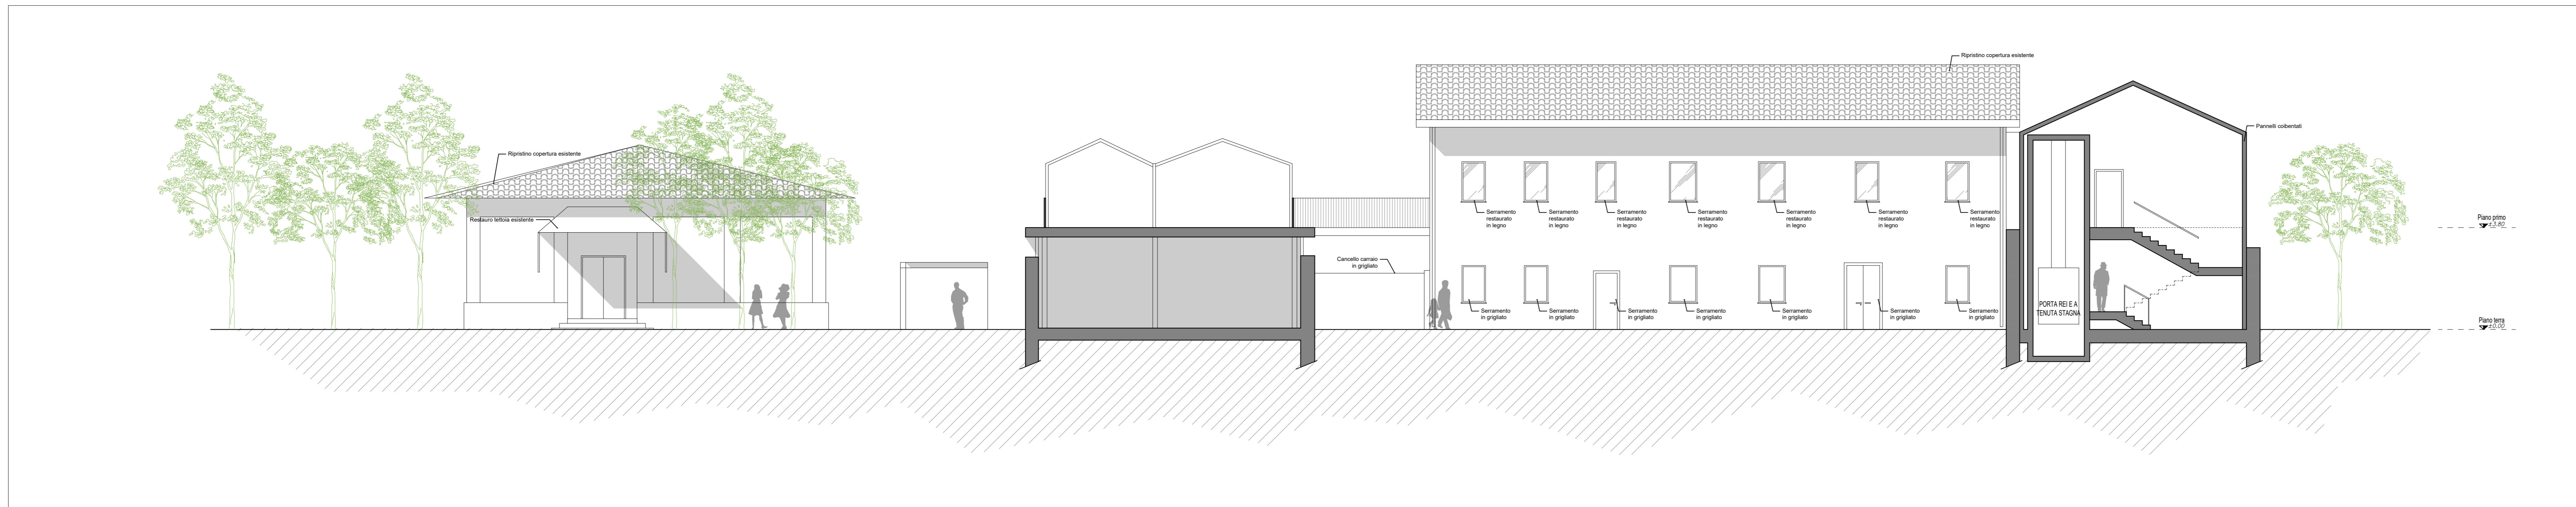 Ripristino copertura esistente
Restauro tettoia esistente
Cancello carraio
in grigliato
Ripristino copertura esistente
Serramento
restaurato
in legno
Serramento
restaurato
in legno
Serramento
restaurato
in legno
Serramento
restaurato
in legno
Serramento
restaurato
in legno
Serramento
restaurato
in legno
Serramento
restaurato
in legno
Serramento
in grigliato
Serramento
in grigliato
Serramento
in grigliato
Serramento
in grigliato
Serramento
in grigliato
Serramento
in grigliato
Serramento
in grigliato
Pannelli coibentati
PORTA REI E A
TENUTA STAGNA
Piano primo
±3.80
Piano terra
±0.00